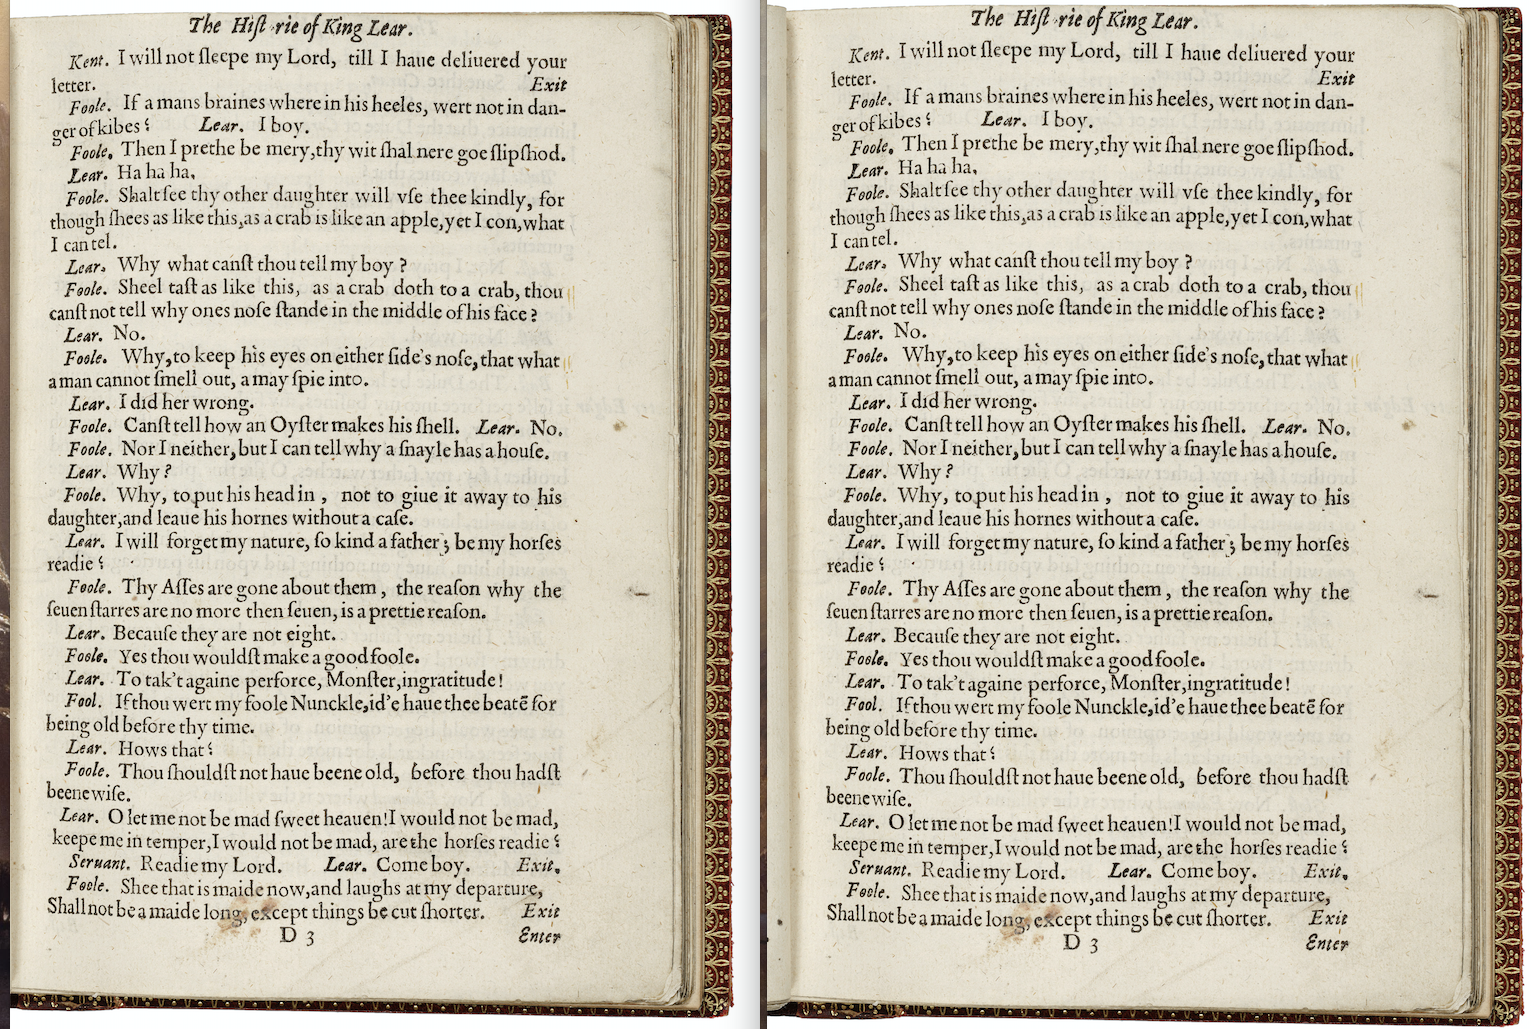 The Hiſt rie of King Lear.
Kent. I will not ſleepe my Lord, till I haue deliuered your
letter. Exit
Foole. If a mans braines where in his heeles, wert not in dan-
ger of kibes? Lear. I boy.
Foole. Then I prethe be mery,thy wit ſhal nere goe ſlipſhod.
Lear. Ha ha ha,
Foole. Shalt ſee thy other daughter will vſe thee kindly, for
though ſhees as like this,as a crab is like an apple,yet I con,what
I can tel.
Lear. Why what canſt thou tell my boy ?
Foole. Sheel taſt as like this, as a crab doth to a crab, thou
canſt not tell why ones noſe ſtande in the middle of his face ?
Lear. No.
Foole. Why,to keep his eyes on either ſide's noſe,that what
a man cannot ſmell out, a may ſpie into.
Lear. I did her wrong.
Foole. Canſt tell how an Oyſter makes his ſhell. Lear. No.
Foole. Nor I neither,but I can tell why a ſnayle has a houſe.
Lear. Why ?
Foole. Why, to put his head in , not to giue it away to his
daughter,and leaue his hornes without a caſe.
Lear. I will forget my nature, ſo kind a father ; be my horſes
readie ?
Foole. Thy Aſſes are gone about them , the reaſon why the
ſeuen ſtarres are no more then ſeuen, is a prettie reaſon.
Lear. Becauſe they are not eight.
Foole. Yes thou wouldſt make a good foole.
Lear. To tak't againe perforce, Monſter,ingratitude !
Fool. If thou wert my foole Nunckle,id'e haue thee beatē for
being old before thy time.
Lear. Hows that ?
Foole. Thou ſhouldſt not haue beene old, before thou hadſt
beene wiſe.
Lear. O let me not be mad ſweet heauen!I would not be mad,
keepe me in temper,I would not be mad, are the horſes readie ?
Seruant. Readie my Lord. Lear. Come boy. Exit.
Foole. Shee that is maide now,and laughs at my departure,
Shall not be a maide long, except things be cut ſhorter. Exit
D 3 Enter
The Hiſt rie of King Lear.
Kent. I will not ſleepe my Lord, till I haue deliuered your
letter. Exit
Foole. If a mans braines where in his heeles, wert not in dan-
ger of kibes? Lear. I boy.
Foole. Then I prethe be mery,thy wit ſhal nere goe ſlipſhod.
Lear. Ha ha ha,
Foole. Shalt ſee thy other daughter will vſe thee kindly, for
though ſhees as like this,as a crab is like an apple,yet I con,what
I can tel.
Lear. Why what canſt thou tell my boy ?
Foole. Sheel taſt as like this, as a crab doth to a crab, thou
canſt not tell why ones noſe ſtande in the middle of his face ?
Lear. No.
Foole. Why,to keep his eyes on either ſide's noſe,that what
a man cannot ſmell out, a may ſpie into.
Lear. I did her wrong.
Foole. Canſt tell how an Oyſter makes his ſhell. Lear. No.
Foole. Nor I neither,but I can tell why a ſnayle has a houſe.
Lear. Why ?
Foole. Why, to put his head in , not to giue it away to his
daughter,and leaue his hornes without a caſe.
Lear. I will forget my nature, ſo kind a father ; be my horſes
readie ?
Foole. Thy Aſſes are gone about them , the reaſon why the
ſeuen ſtarres are no more then ſeuen, is a prettie reaſon.
Lear. Becauſe they are not eight.
Foole. Yes thou wouldſt make a good foole.
Lear. To tak't againe perforce, Monſter,ingratitude !
Fool. If thou wert my foole Nunckle,id'e haue thee beatē for
being old before thy time.
Lear. Hows that ?
Foole. Thou ſhouldſt not haue beene old, before thou hadſt
beene wiſe.
Lear. O let me not be mad ſweet heauen!I would not be mad,
keepe me in temper,I would not be mad, are the horſes readie ?
Seruant. Readie my Lord. Lear. Come boy. Exit.
Foole. Shee that is maide now,and laughs at my departure,
Shall not be a maide long, except things be cut ſhorter. Exit
D 3 Enter